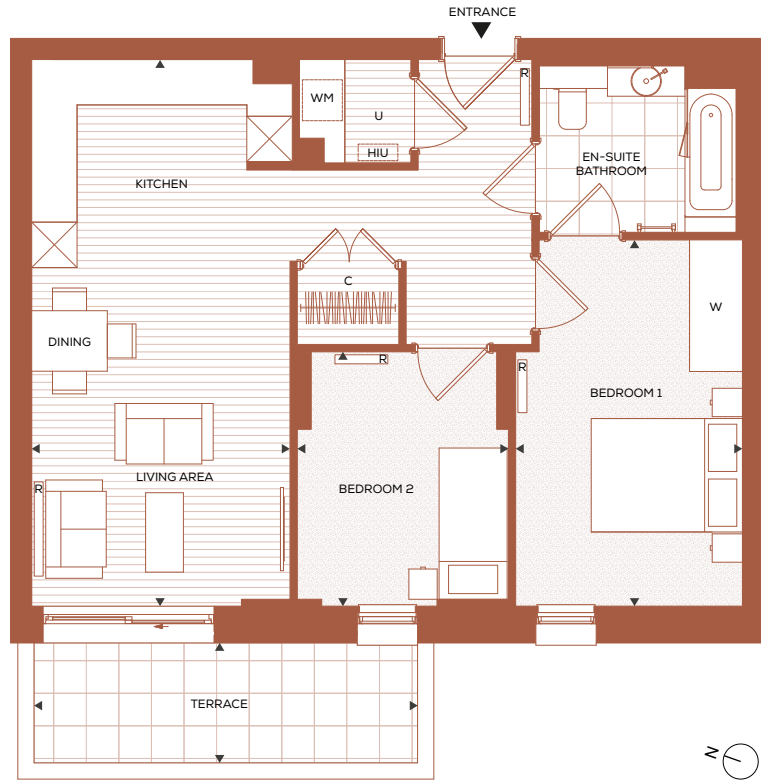 ENTRANCE
R
WM
U
HIU
EN-SUITE
BATHROOM
KITCHEN
C
W
DINING
R
R
BEDROOM 1
LIVING AREA
R
BEDROOM 2
TERRACE
N